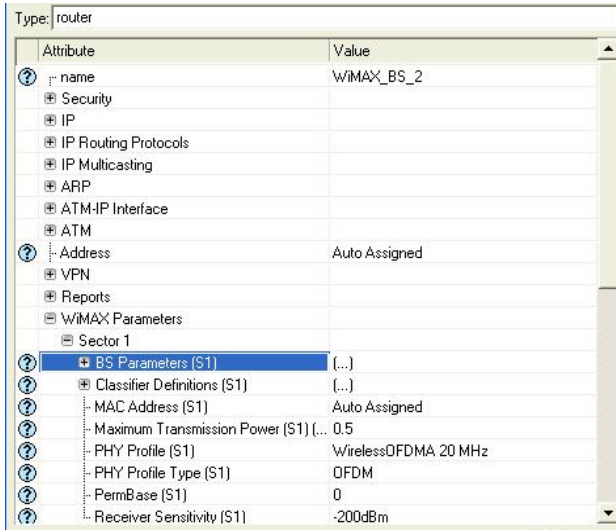 Type: router
Attribute Value
name WiMAX_BS_2
Security
IP
IP Routing Protocols
IP Multicasting
ARP
ATM-IP Interface
ATM
Address Auto Assigned
VPN
Reports
WiMAX Parameters
Sector 1
BS Parameters (S1) (...)
Classifier Definitions (S1) (...)
MAC Address (S1) Auto Assigned
Maximum Transmission Power (S1) (... 0.5
PHY Profile (S1) WirelessOFDMA 20 MHz
PHY Profile Type (S1) OFDM
PermBase (S1) 0
Receiver Sensitivity (S1) -200dBm